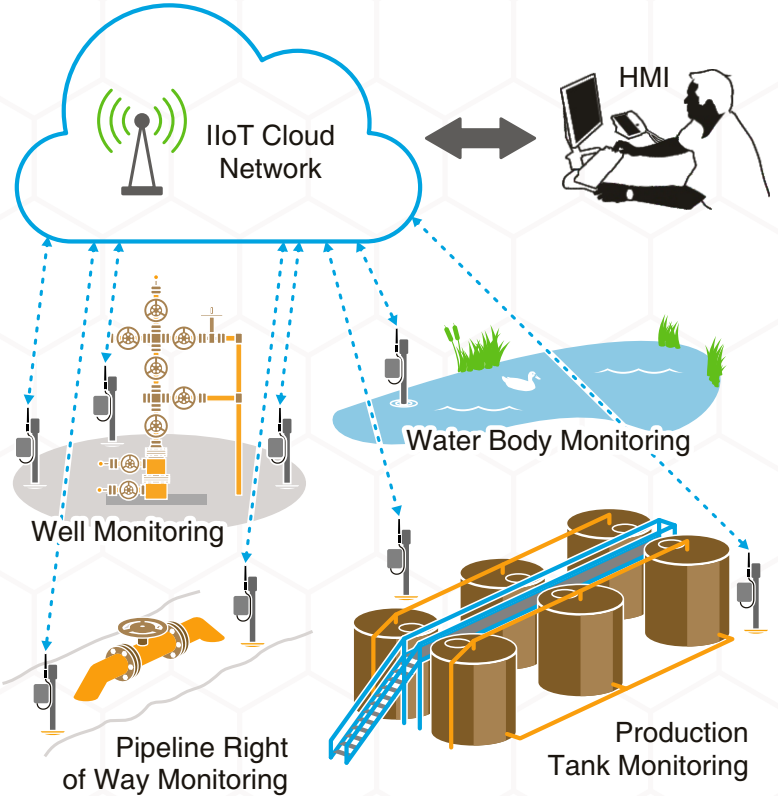 IIoT Cloud
Network
HMI
Water Body Monitoring
Well Monitoring
Pipeline Right
of Way Monitoring
Production
Tank Monitoring